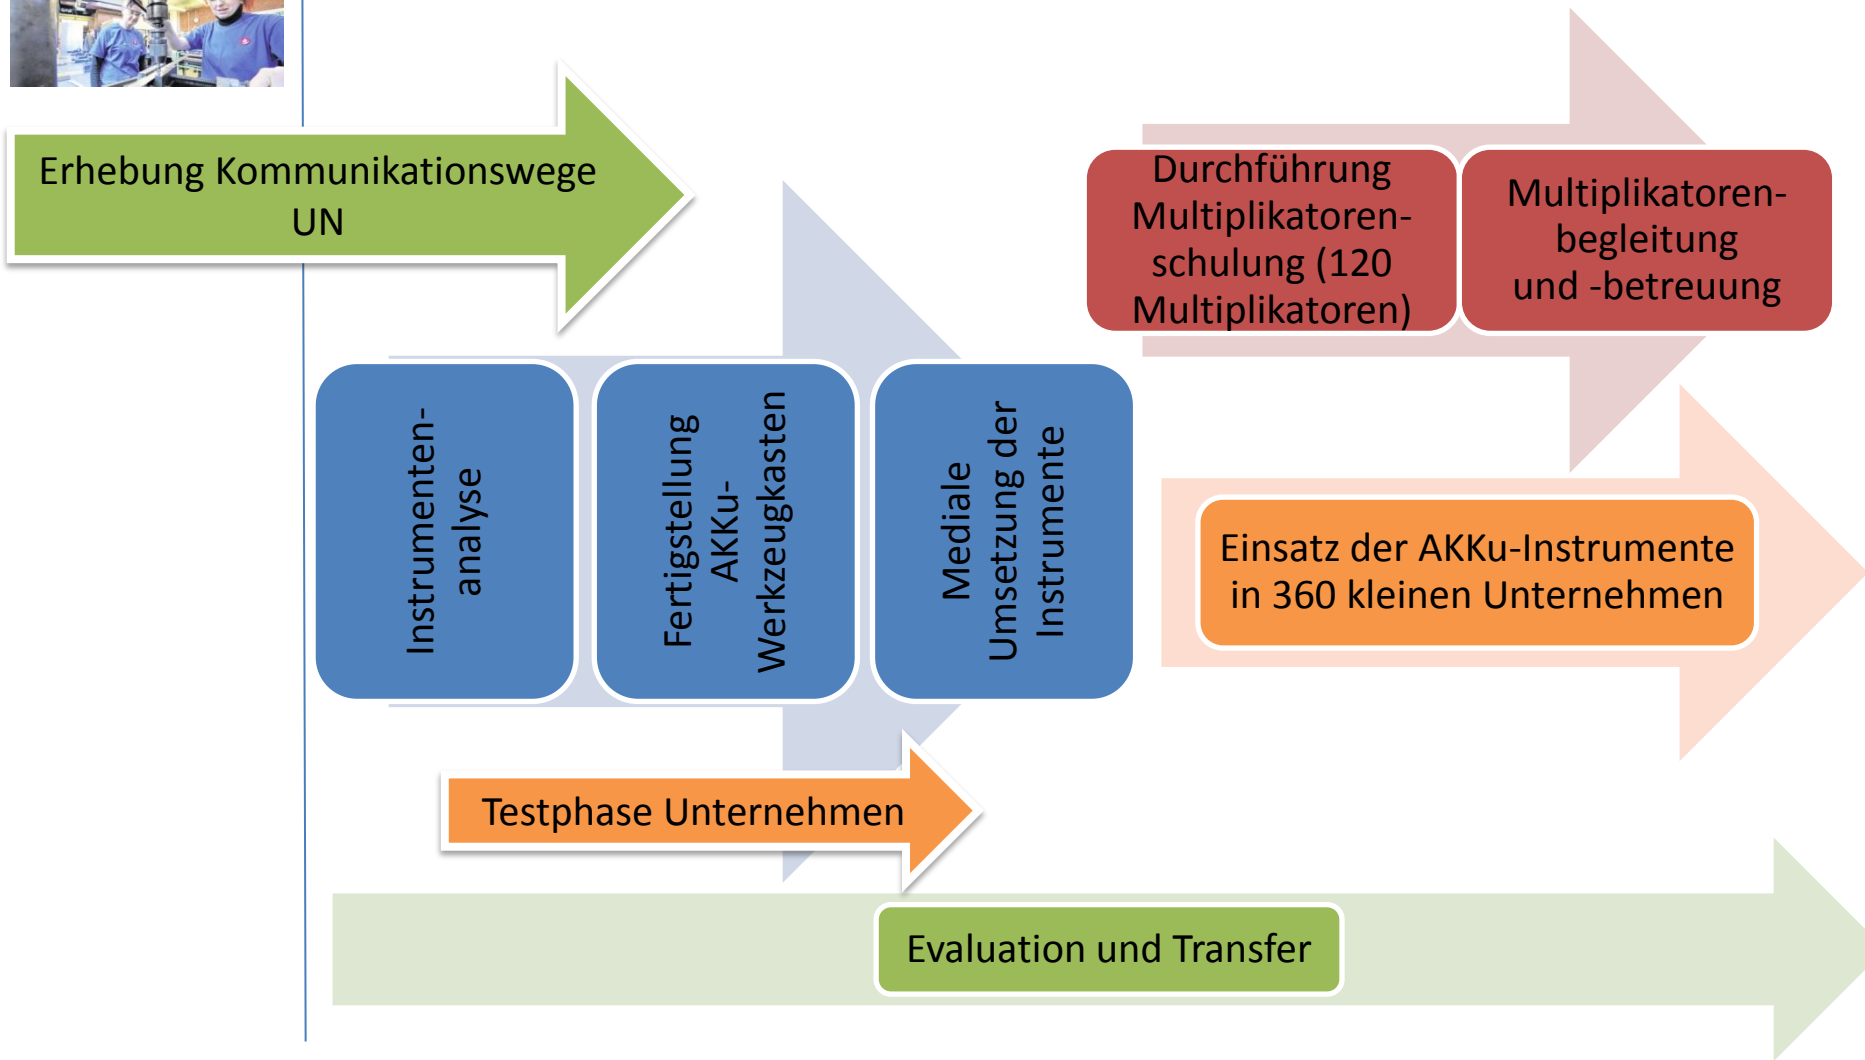 Erhebung Kommunikationswege
UN
Durchführung
Multiplikatoren-
schulung (120
Multiplikatoren)
Multiplikatoren-
begleitung
und -betreuung
Instrumenten-
analyse
Fertigstellung
AKKu-
Werkzeugkasten
Mediale
Umsetzung der
Instrumente
Einsatz der AKKu-Instrumente
in 360 kleinen Unternehmen
Testphase Unternehmen
Evaluation und Transfer